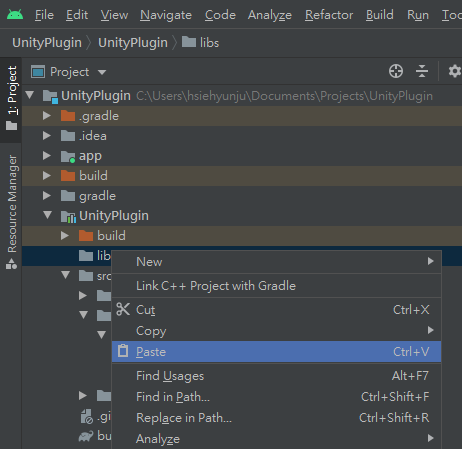 File Edit View Navigate Code Analyze Refactor Build Run VCS
UnityPlugin UnityPlugin libs
1: Project
Resource Manager
Project
UnityPlugin C:\Users\hsiehyunju\Documents\Projects\UnityPlugin
.gradle
.idea
app
build
gradle
UnityPlugin
build
lib
src
New
Link C++ Project with Gradle
Cut Ctrl+X
Copy
Paste Ctrl+V
Find Usages Alt+F7
Find in Path... Ctrl+Shift+F
.gi
Replace in Path... Ctrl+Shift+R
bu
Analyze